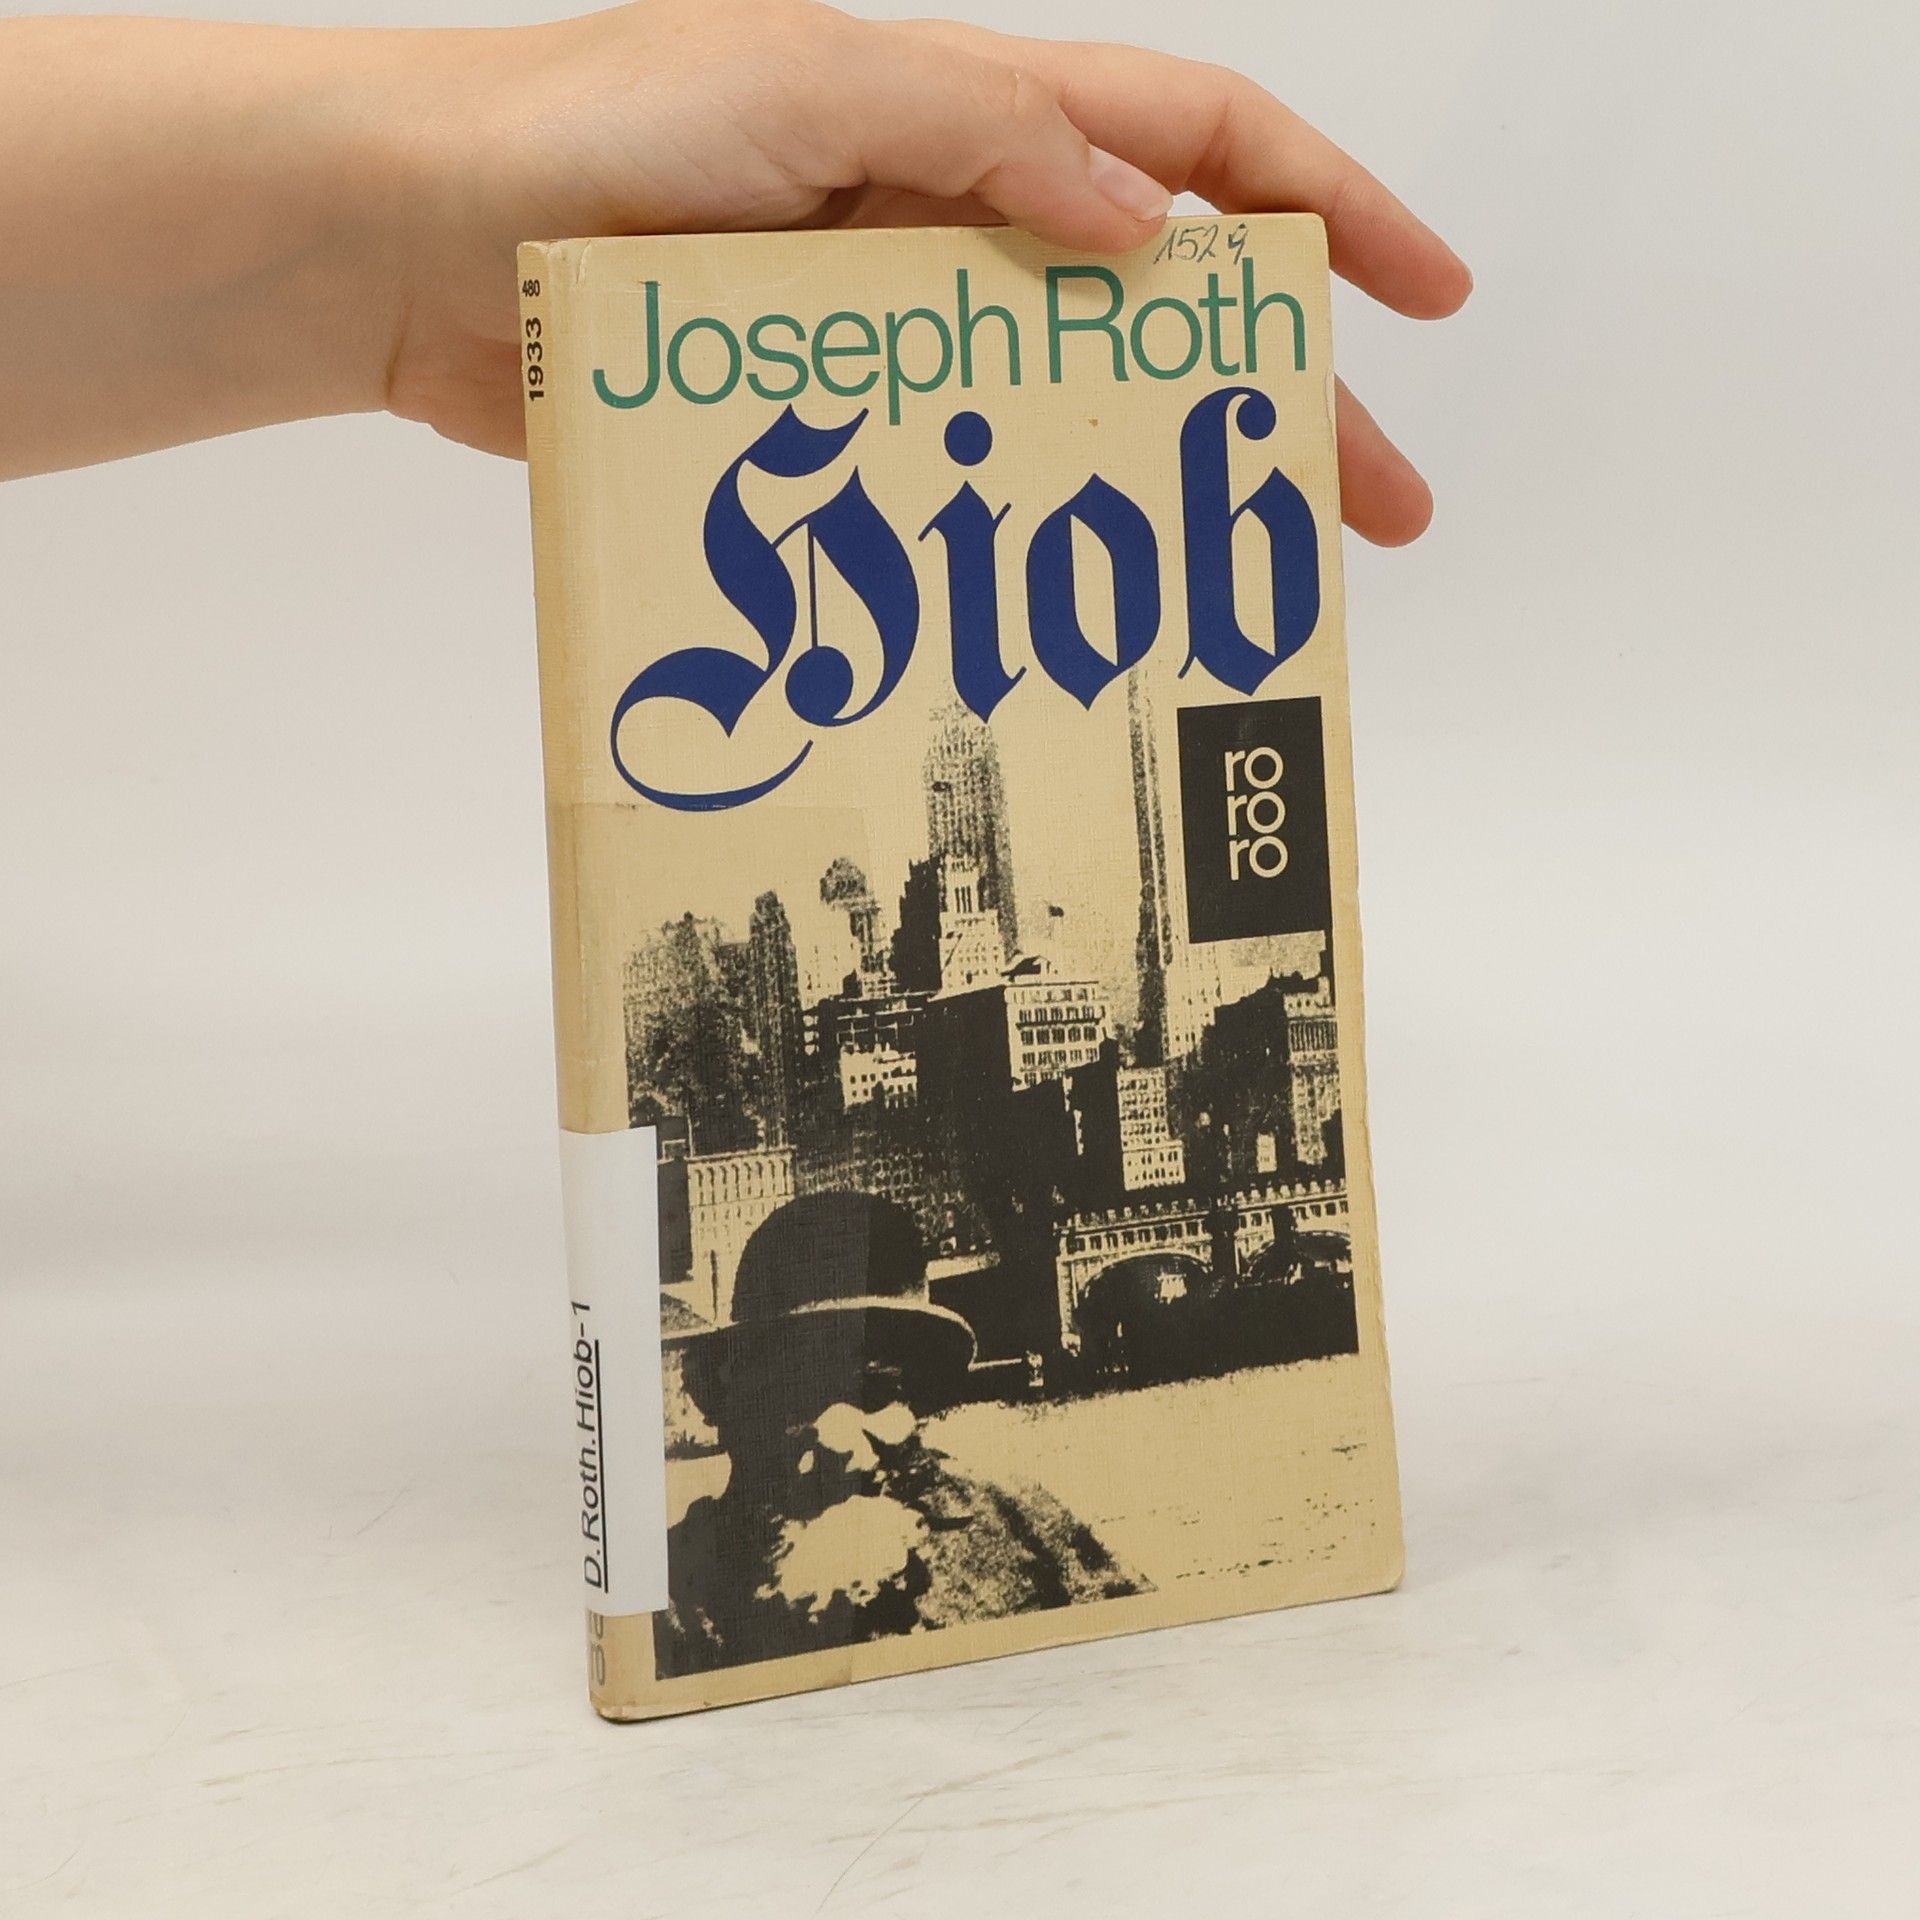 1529
Joseph Roth
Hiob
ro
ro
ro
1933 480
D.Roth.Hiob-1